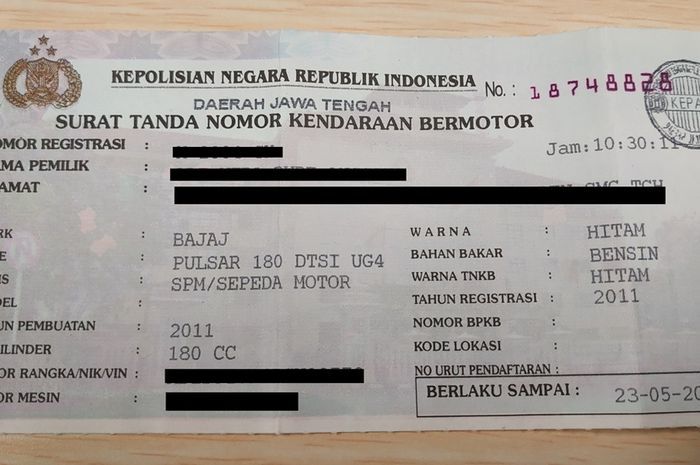 KEPOLISIAN NEGARA REPUBLIK INDONESIA No. : 18748828
DAERAH JAWA TENGAH
SURAT TANDA NOMOR KENDARAAN BERMOTOR
OMOR REGISTRASI :
Jam:10:30:11
AMA PEMILIK :
AMAT :
RK : BAJAJ
WARNA : HITAM
E : PULSAR 180 DTSI UG4
BAHAN BAKAR : BENSIN
IS : SPM/SEPEDA MOTOR
WARNA TNKB : HITAM
DEL :
TAHUN REGISTRASI : 2011
UN PEMBUATAN : 2011
NOMOR BPKB :
ILINDER : 180 CC
KODE LOKASI :
OR RANGKA/NIK/VIN :
NO URUT PENDAFTARAN :
OR MESIN :
BERLAKU SAMPAI : 23-05-20